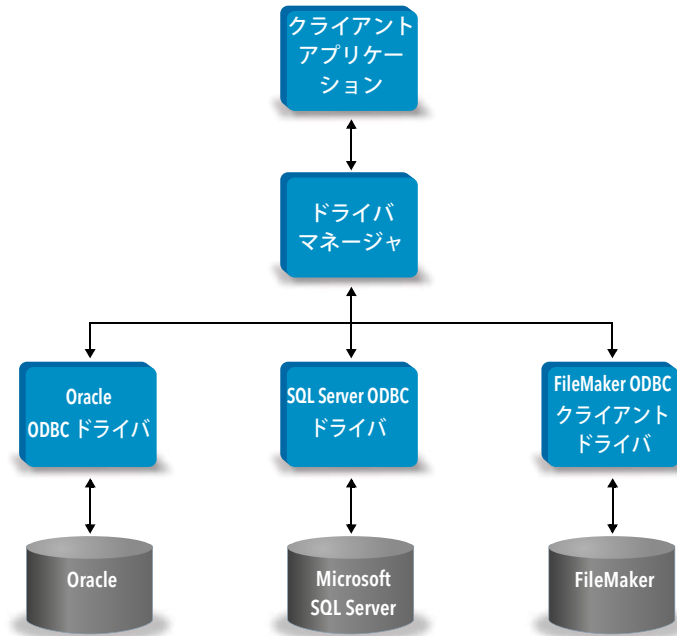 クライアント
アプリケー
ション
ドライバ
マネージャ
Oracle
ODBC ドライバ
SQL Server ODBC
ドライバ
FileMaker ODBC
クライアント
ドライバ
Oracle
Microsoft
SQL Server
FileMaker